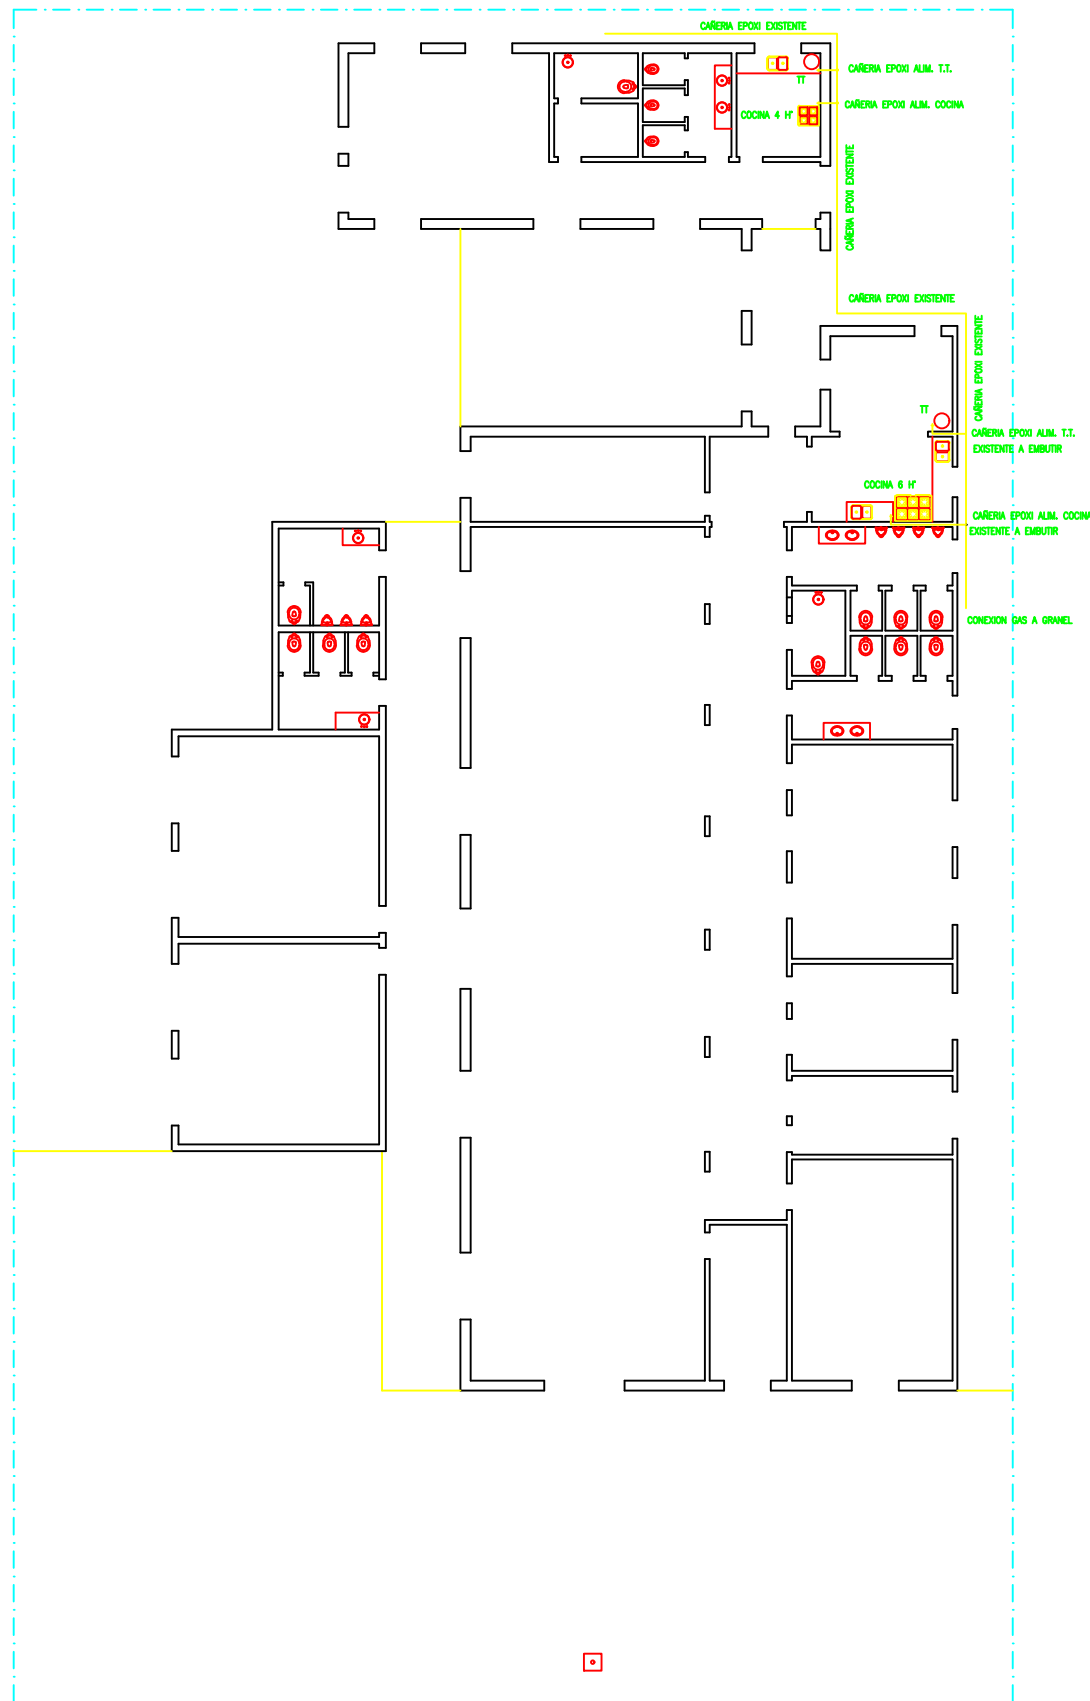 CAÑERIA EPOXI EXISTENTE
CAÑERIA EPOXI ALIM. T.T.
TT
CAÑERIA EPOXI ALIM. COCINA
COCINA 4 H'
CAÑERIA EPOXI EXISTENTE
CAÑERIA EPOXI EXISTENTE
CAÑERIA EPOXI EXISTENTE
TT
CAÑERIA EPOXI ALIM. T.T.
EXISTENTE A EMBUTIR
COCINA 6 H'
CAÑERIA EPOXI ALIM. COCINA
EXISTENTE A EMBUTIR
CONEXION GAS A GRANEL